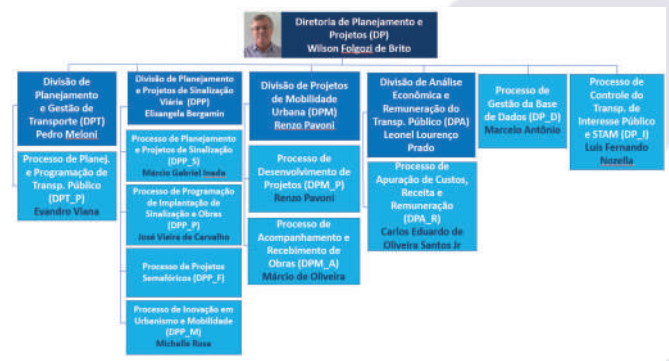 Diretoria de Planejamento e
Projetos (DP)
Wilson Folgozi de Brito
Divisão de
Planejamento
e Gestão de
Transporte (DPT)
Pedro Meloni
Processo de Planej.
e Programação de
Transp. Público
(DPT_P)
Evandro Viana
Divisão de Planejamento
e Projetos de Sinalização
Viária (DPP)
Elisangela Bergamin
Processo de Planejamento
e Projetos de Sinalização
(DPP_S)
Márcio Gabriel Inada
Processo de Programação
de Implantação de
Sinalização e Obras
(DPP_P)
José Vieira de Carvalho
Processo de Projetos
Semafóricos (DPP_F)
Processo de Inovação em
Urbanismo e Mobilidade
(DPP_M)
Michelle Rose
Divisão de Projetos
de Mobilidade
Urbana (DPM)
Renzo Pavoni
Processo de
Desenvolvimento de
Projetos (DPM_P)
Renzo Pavoni
Processo de
Acompanhamento e
Recebimento de
Obras (DPM_A)
Márcio de Oliveira
Divisão de Análise
Econômica e
Remuneração do
Transp. Público (DPA)
Leonel Lourenço
Prado
Processo de
Apuração de Custos,
Receita e
Remuneração
(DPA_R)
Carlos Eduardo de
Oliveira Santos Jr
Processo de
Gestão da Base
de Dados (DP_D)
Marcelo Antônio
Processo de
Controle do
Transp. de
Interesse Público
e STAM (DP_I)
Luis Fernando
Nozella